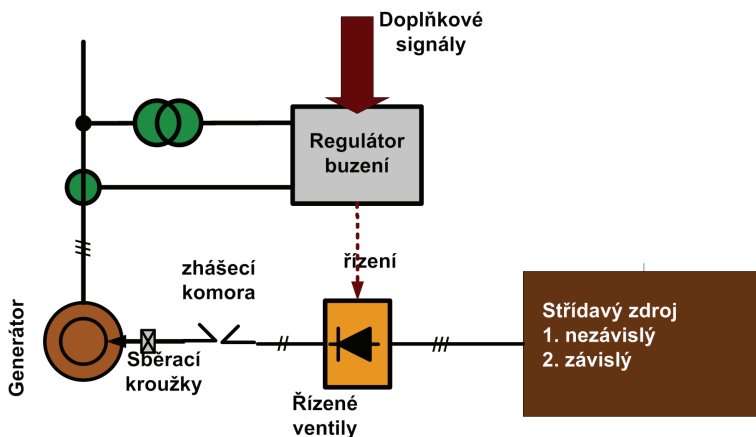 Doplňkové
signály
Regulátor
buzení
řízení
zhášecí
komora
Generátor
Sběrací
kroužky
Řízené
ventily
Střídavý zdroj
1. nezávislý
2. závislý